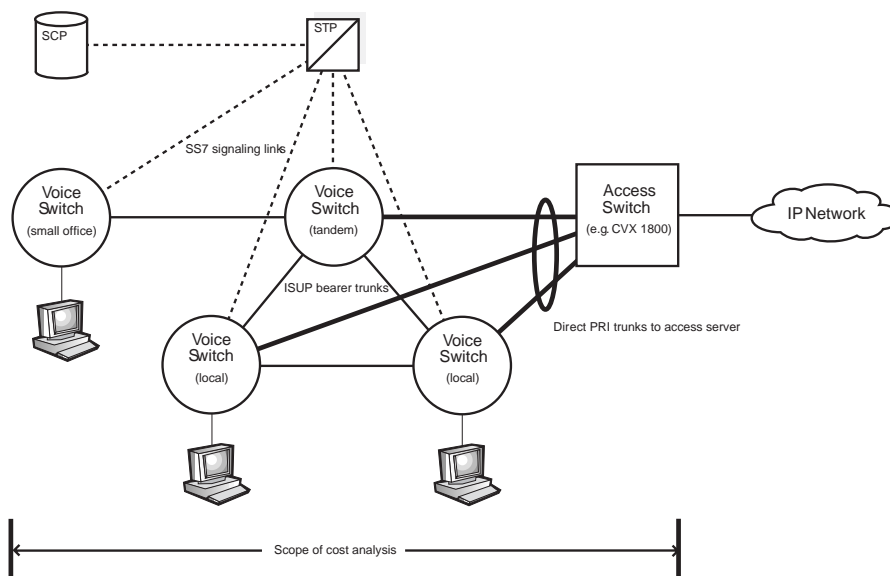 SCP
STP
SS7 signaling links
Voice
Switch
(small office)
Voice
Switch
(tandem)
Access
Switch
(e.g. CVX 1800)
IP Network
ISUP bearer trunks
Direct PRI trunks to access server
Voice
Switch
(local)
Voice
Switch
(local)
Scope of cost analysis